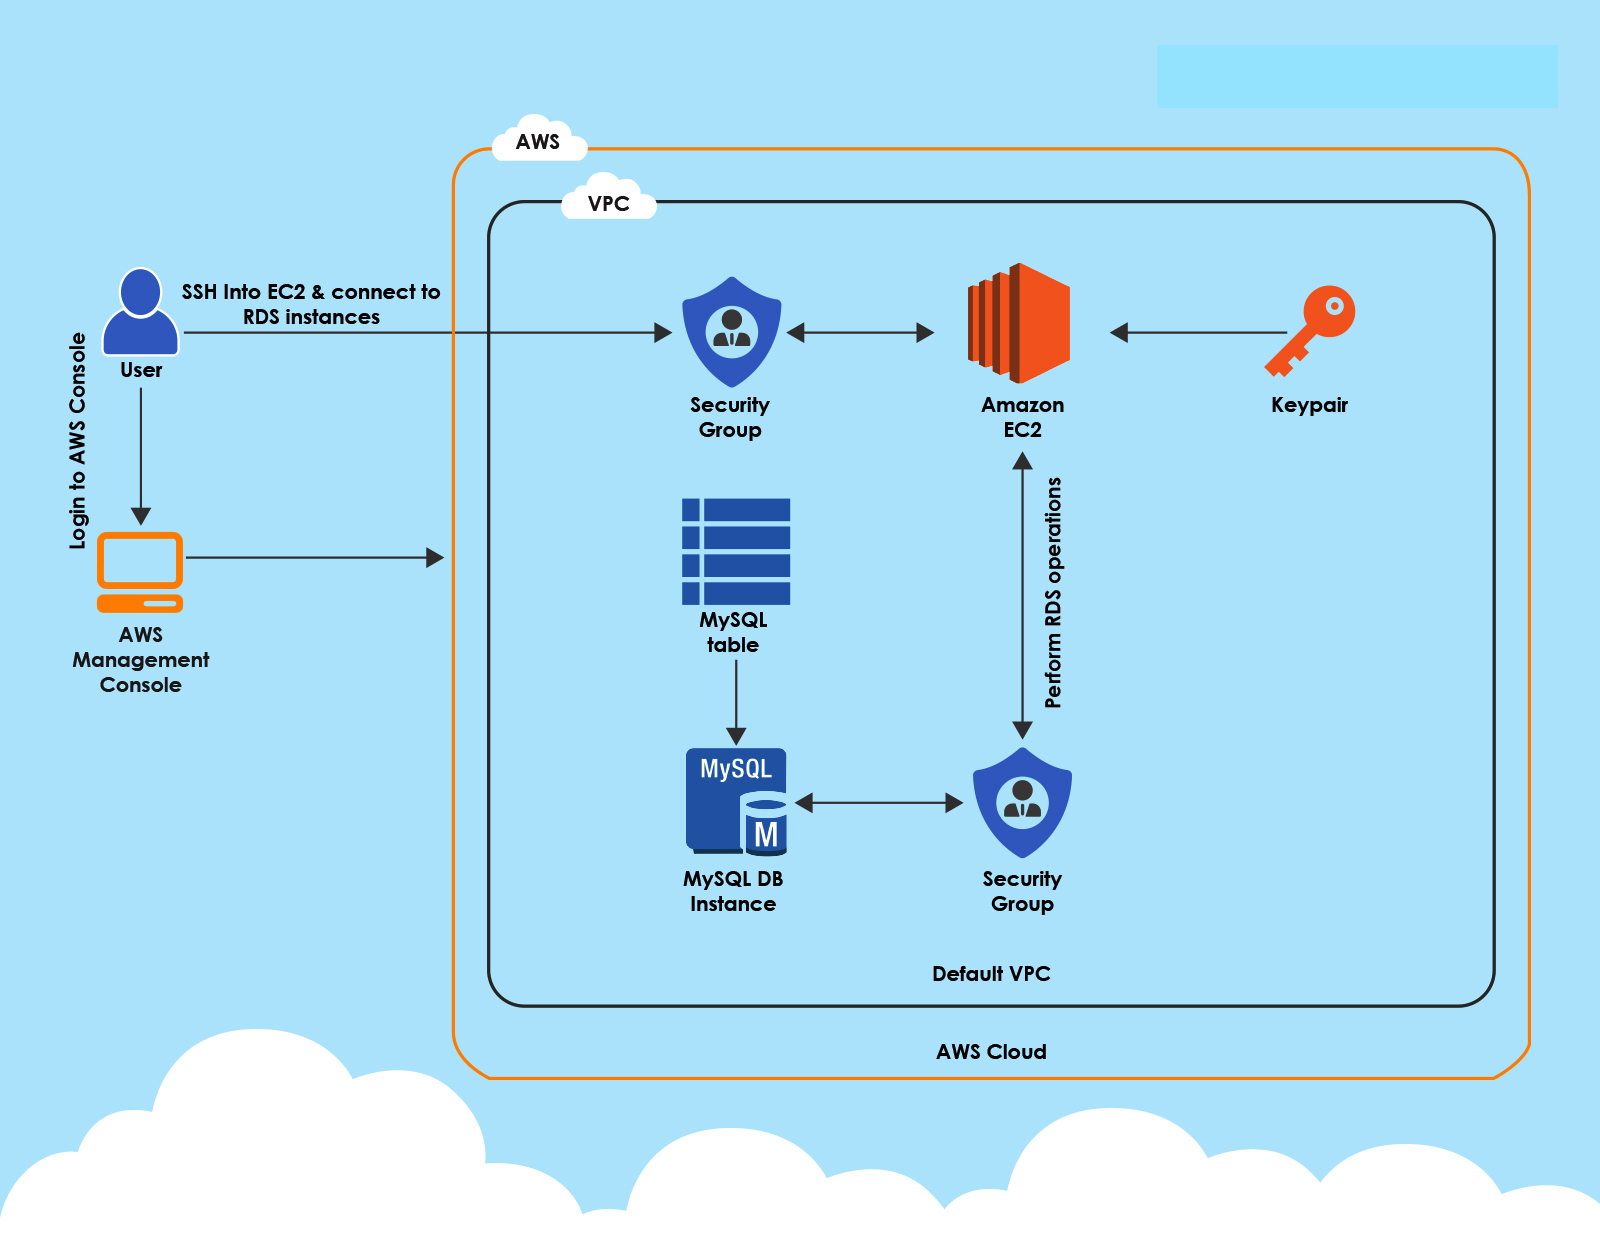 AWS
VPC
SSH Into EC2 & connect to
RDS instances
User
Login to AWS Console
Security
Group
Amazon
EC2
Keypair
MySQL
table
Perform RDS operations
AWS
Management
Console
MySQL
M
MySQL DB
Instance
Security
Group
Default VPC
AWS Cloud